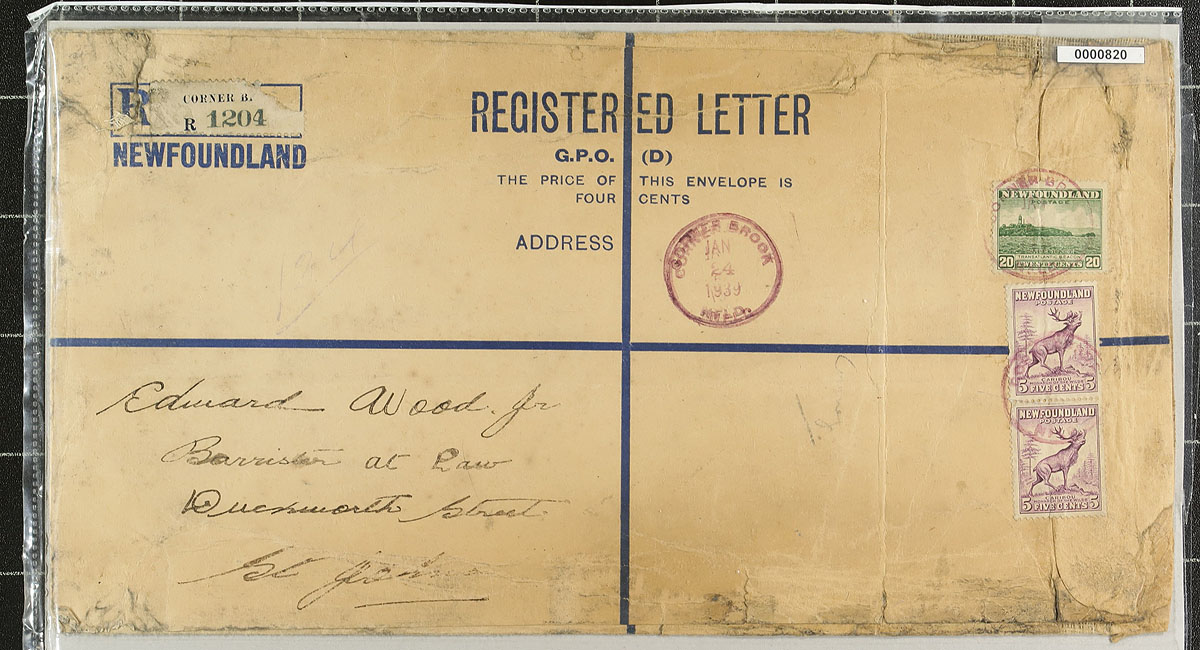 0000820
R
CORNER B.
R 1204
NEWFOUNDLAND
REGISTERED LETTER
G.P.O. (D)
THE PRICE OF THIS ENVELOPE IS
FOUR CENTS
ADDRESS
CORNER BROOK
JAN
24
1939
NFLD.
NEWFOUNDLAND
POSTAGE
TRANSATLANTIC BEACON
20 TWENTY CENTS 20
NEWFOUNDLAND
POSTAGE
CARIBOU
5 FIVE CENTS 5
NEWFOUNDLAND
POSTAGE
CARIBOU
5 FIVE CENTS 5
Edward Wood. Jr
Barrister at Law
Duckworth Street
St John's